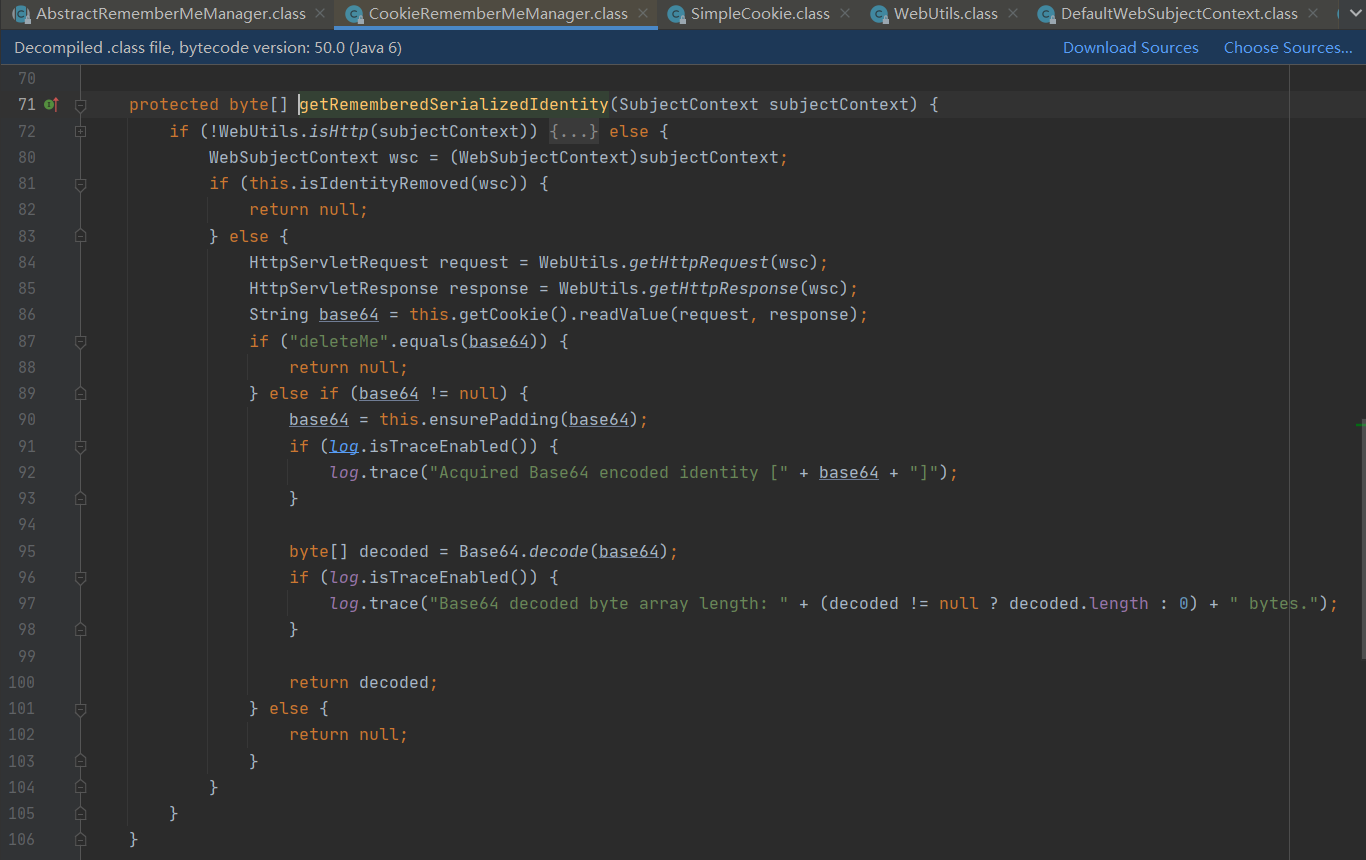 AbstractRememberMeManager.class CookieRememberMeManager.class SimpleCookie.class WebUtils.class DefaultWebSubjectContext.class
Decompiled .class file, bytecode version: 50.0 (Java 6) Download Sources Choose Sources...
70
71 protected byte[] getRememberedSerializedIdentity(SubjectContext subjectContext) {
72 if (!WebUtils.isHttp(subjectContext)) {...} else {
80 WebSubjectContext wsc = (WebSubjectContext)subjectContext;
81 if (this.isIdentityRemoved(wsc)) {
82 return null;
83 } else {
84 HttpServletRequest request = WebUtils.getHttpRequest(wsc);
85 HttpServletResponse response = WebUtils.getHttpResponse(wsc);
86 String base64 = this.getCookie().readValue(request, response);
87 if ("deleteMe".equals(base64)) {
88 return null;
89 } else if (base64 != null) {
90 base64 = this.ensurePadding(base64);
91 if (log.isTraceEnabled()) {
92 log.trace("Acquired Base64 encoded identity [" + base64 + "]");
93 }
94
95 byte[] decoded = Base64.decode(base64);
96 if (log.isTraceEnabled()) {
97 log.trace("Base64 decoded byte array length: " + (decoded != null ? decoded.length : 0) + " bytes.");
98 }
99
100 return decoded;
101 } else {
102 return null;
103 }
104 }
105 }
106 }